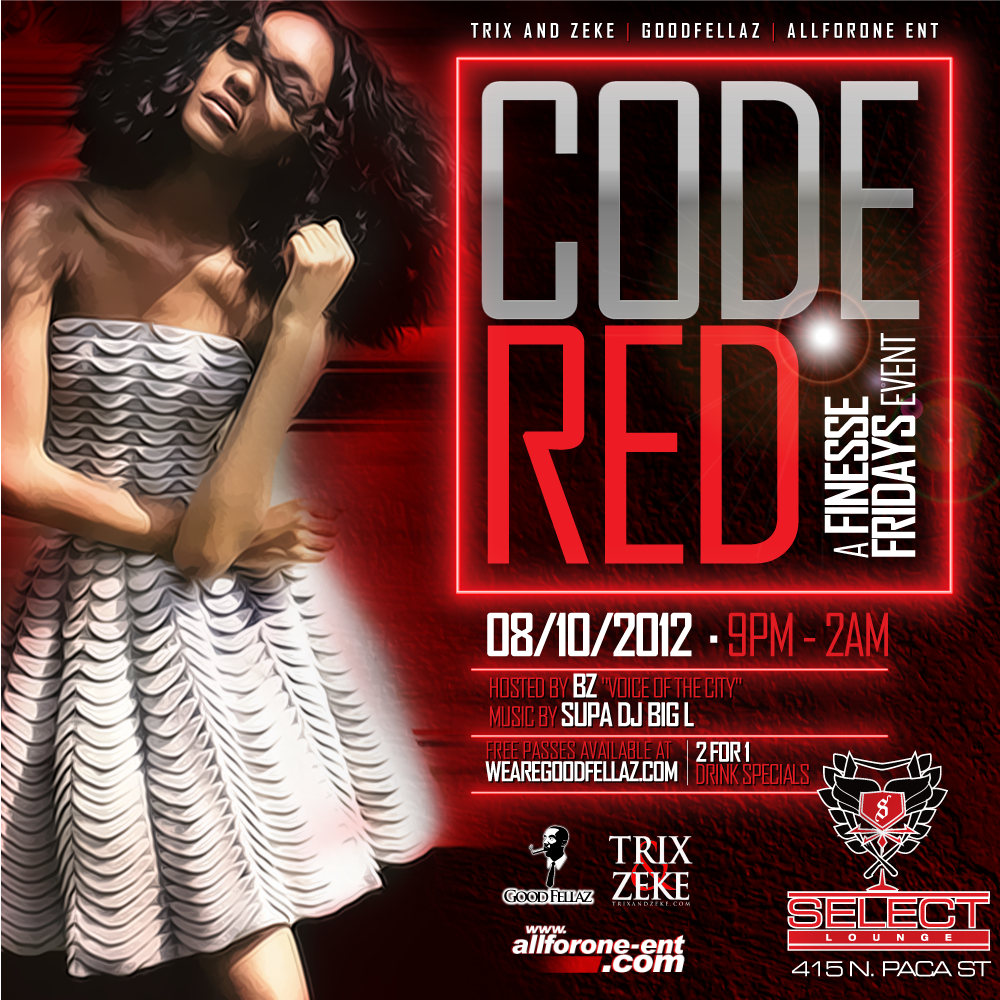 TRIX AND ZEKE | GOODFELLAZ | ALLFORONE ENT
CODE
RED
A FINESSE
FRIDAYS EVENT
08/10/2012 • 9PM - 2AM
HOSTED BY BZ "VOICE OF THE CITY"
MUSIC BY SUPA DJ BIG L
FREE PASSES AVAILABLE AT
WEAREGOODFELLAZ.COM
2 FOR 1
DRINK SPECIALS
GOODFELLAZ
TRIX
&
ZEKE
TRIXANDZEKE.COM
www.
allforone-ent
.com
S
SELECT
LOUNGE
415 N. PACA ST